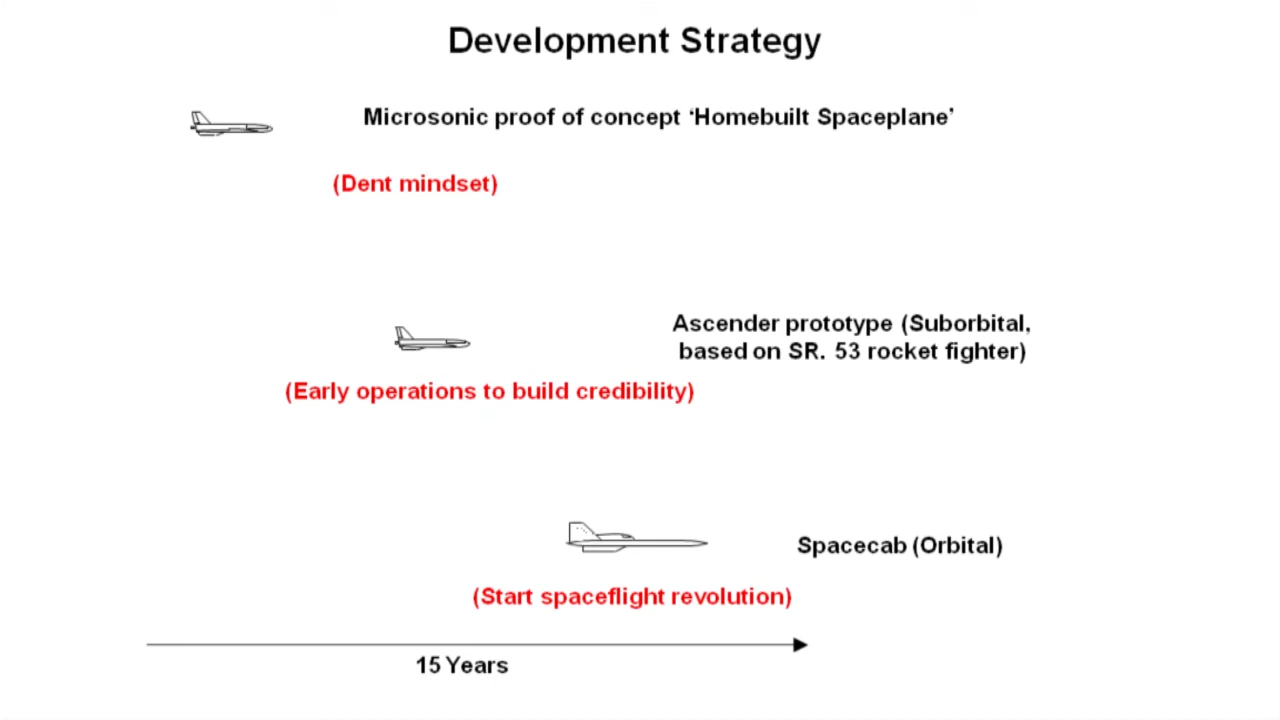 Development Strategy
Microsonic proof of concept ‘Homebuilt Spaceplane’
(Dent mindset)
Ascender prototype (Suborbital,
based on SR. 53 rocket fighter)
(Early operations to build credibility)
Spacecab (Orbital)
(Start spaceflight revolution)
15 Years